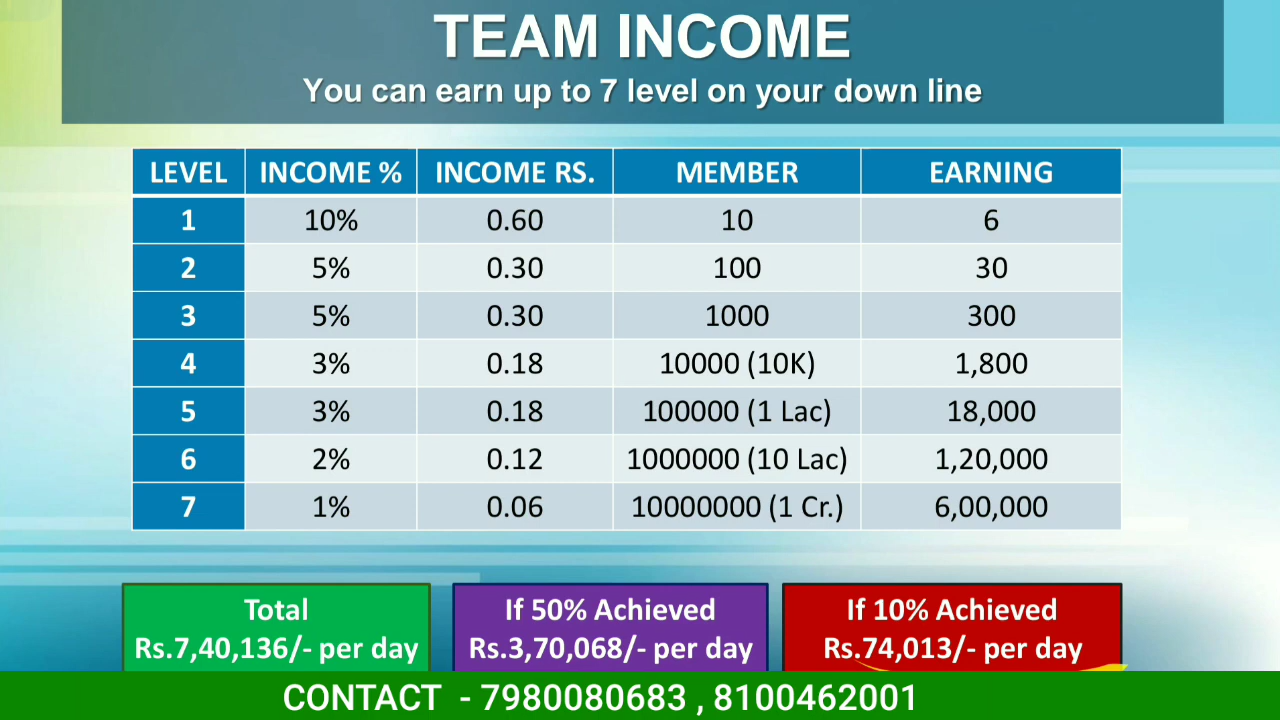 TEAM INCOME
You can earn up to 7 level on your down line
LEVEL INCOME % INCOME RS. MEMBER EARNING
1 10% 0.60 10 6
2 5% 0.30 100 30
3 5% 0.30 1000 300
4 3% 0.18 10000 (10K) 1,800
5 3% 0.18 100000 (1 Lac) 18,000
6 2% 0.12 1000000 (10 Lac) 1,20,000
7 1% 0.06 10000000 (1 Cr.) 6,00,000
Total
Rs.7,40,136/- per day
If 50% Achieved
Rs.3,70,068/- per day
If 10% Achieved
Rs.74,013/- per day
CONTACT - 7980080683 , 8100462001